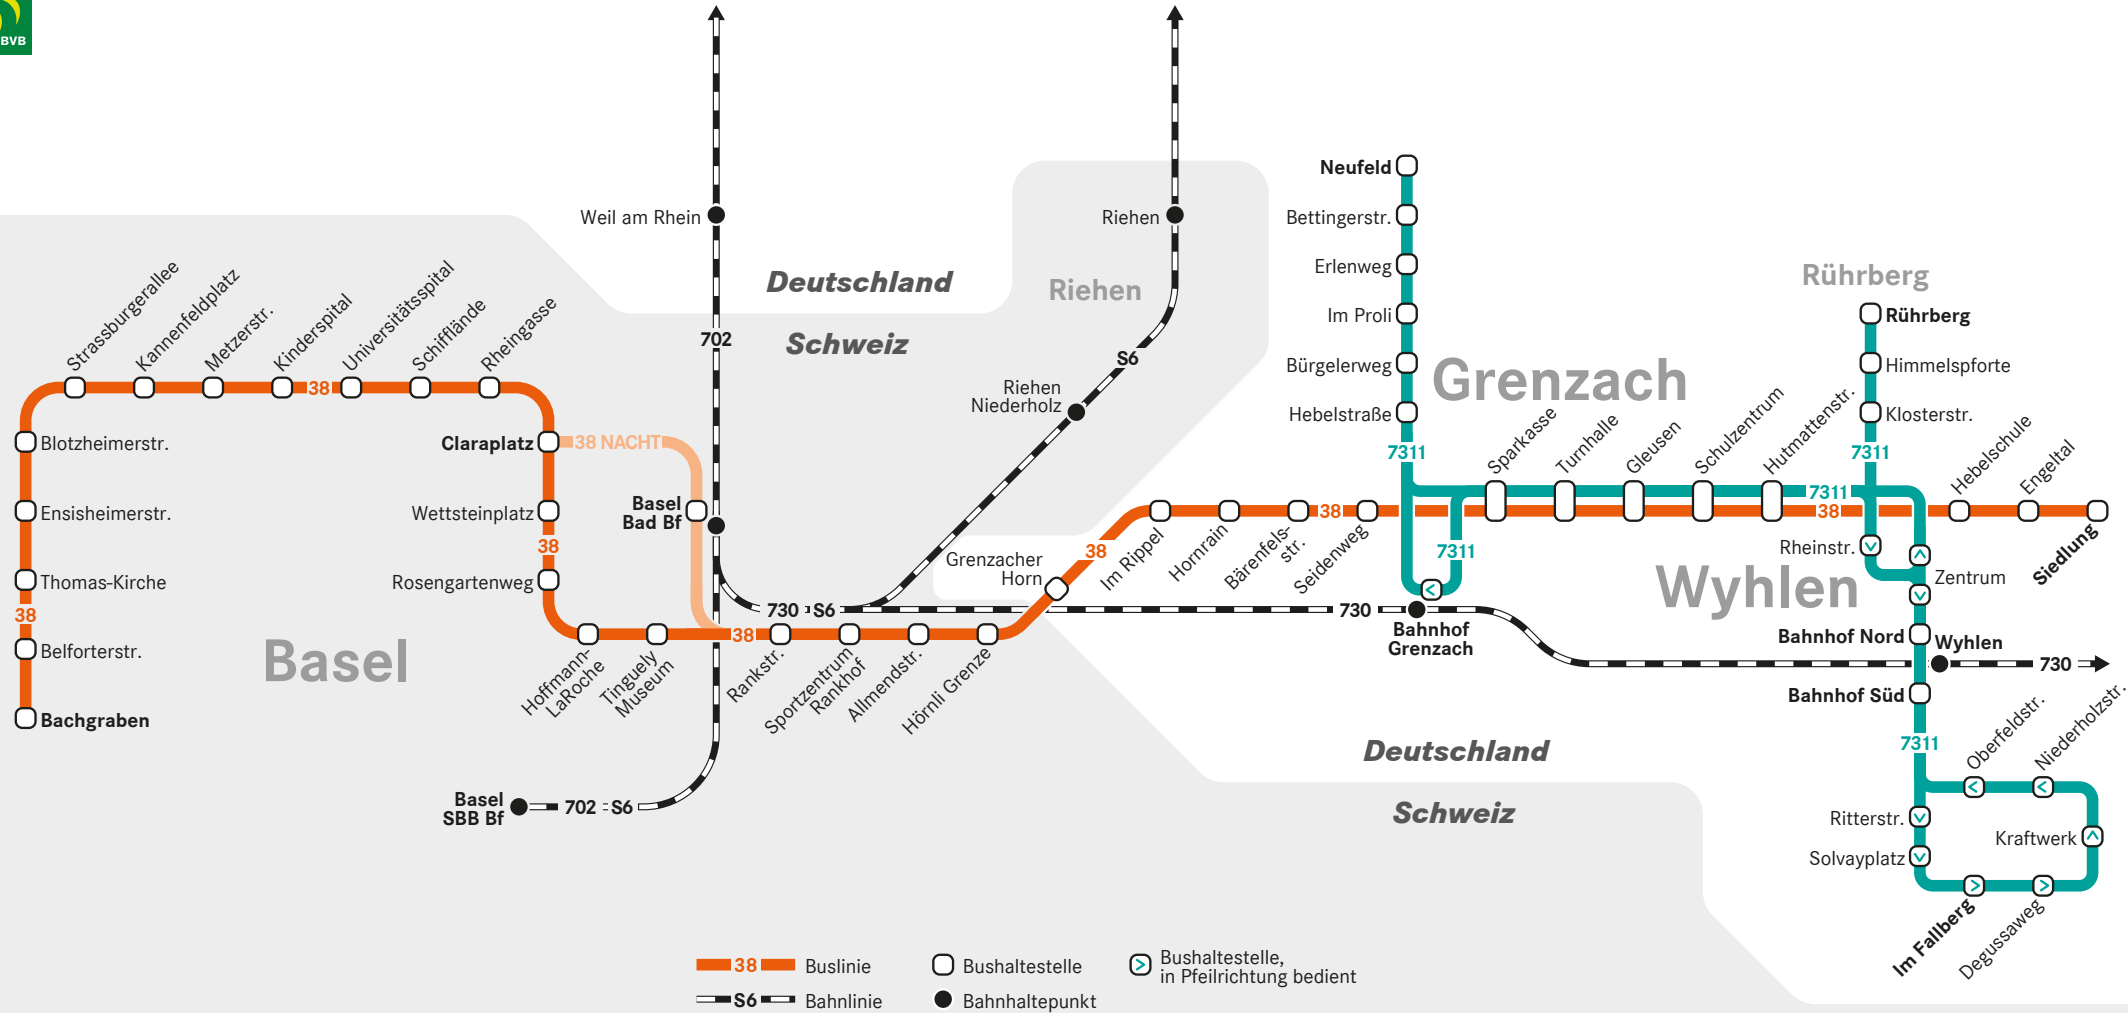 BVB
Weil am Rhein
Riehen
Neufeld
Bettingerstr.
Erlenweg
Im Proli
Bürgelerweg
Hebelstraße
7311
Deutschland
Schweiz
702
Riehen
S6
Riehen
Niederholz
Grenzach
Rührberg
Rührberg
Himmelspforte
Klosterstr.
7311
Strassburgerallee
Kannenfeldplatz
Metzerstr.
Kinderspital
38
Universitätsspital
Schifflände
Rheingasse
Blotzheimerstr.
Ensisheimerstr.
Thomas-Kirche
38
Belforterstr.
Bachgraben
Basel
Claraplatz
38 NACHT
Wettsteinplatz
38
Rosengartenweg
Basel
Bad Bf
Hoffmann-
LaRoche
Tinguely
Museum
38
730
S6
Rankstr.
Sportzentrum
Rankhof
Allmendstr.
Hörnli Grenze
Grenzacher
Horn
38
Im Rippel
Hornrain
Bärenfels-
str.
38
Seidenweg
7311
730
Bahnhof
Grenzach
Sparkasse
Turnhalle
Gleusen
Schulzentrum
Hutmattenstr.
7311
38
Hebelschule
Engeltal
Siedlung
Rheinstr.
Zentrum
Wyhlen
Bahnhof Nord
Wyhlen
730
Bahnhof Süd
7311
Oberfeldstr.
Niederholzstr.
Ritterstr.
Solvayplatz
Kraftwerk
Im Fallberg
Degussaweg
Deutschland
Schweiz
Basel
SBB Bf
702
S6
38
Buslinie
Bushaltestelle
Bushaltestelle,
in Pfeilrichtung bedient
S6
Bahnlinie
Bahnhaltepunkt